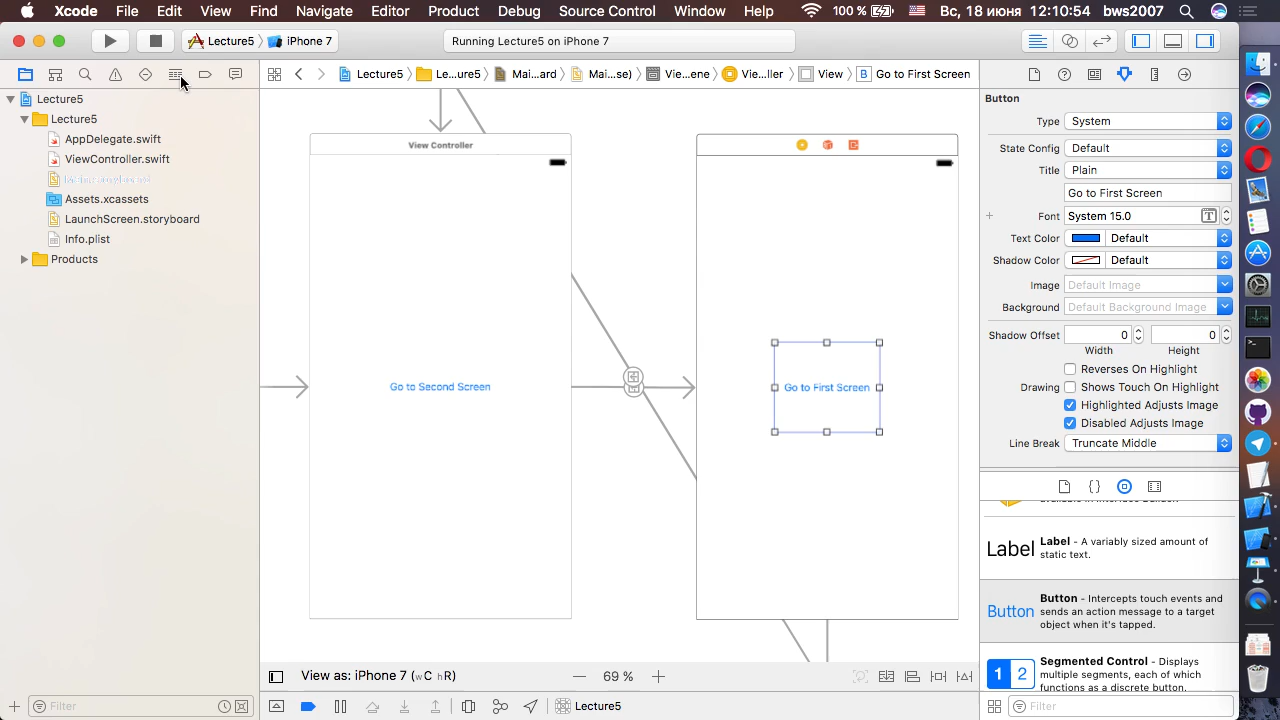 Xcode File Edit View Find Navigate Editor Product Debug Source Control Window Help 100 % Вс, 18 июня 12:10:54 bws2007
Lecture5 iPhone 7 Running Lecture5 on iPhone 7
Lecture5 Le...ure5 Mai...ard Mai...se) Vie...ene Vie...ller View B Go to First Screen
Lecture5
Lecture5
AppDelegate.swift
ViewController.swift
Main.storyboard
Assets.xcassets
LaunchScreen.storyboard
Info.plist
Products
Filter
View Controller
Go to Second Screen
Go to First Screen
View as: iPhone 7 (wC hR) 69 %
Lecture5
Button
Type System
State Config Default
Title Plain
Go to First Screen
Font System 15.0 T
Text Color Default
Shadow Color Default
Image Default Image
Background Default Background Image
Shadow Offset 0 0
Width Height
Reverses On Highlight
Drawing Shows Touch On Highlight
Highlighted Adjusts Image
Disabled Adjusts Image
Line Break Truncate Middle
available in Interface Builder.
Label Label - A variably sized amount of
static text.
Button Button - Intercepts touch events and
sends an action message to a target
object when it's tapped.
1 2 Segmented Control - Displays
multiple segments, each of which
functions as a discrete button.
Filter